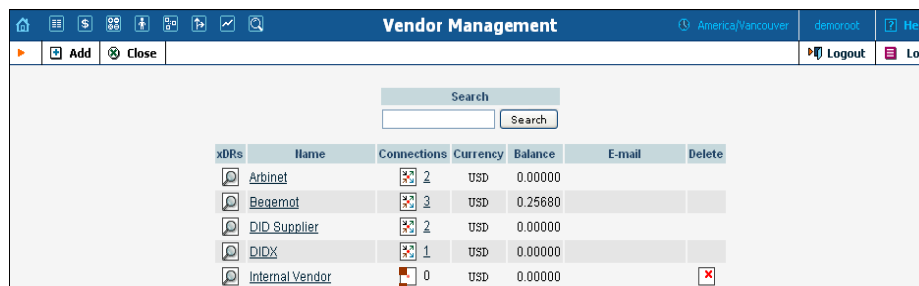 Vendor Management America/Vancouver demoroot ? He
Add Close Logout Lo
Search
Search
xDRs Name Connections Currency Balance E-mail Delete
Arbinet 2 USD 0.00000
Begemot 3 USD 0.25680
DID Supplier 2 USD 0.00000
DIDX 1 USD 0.00000
Internal Vendor 0 USD 0.00000